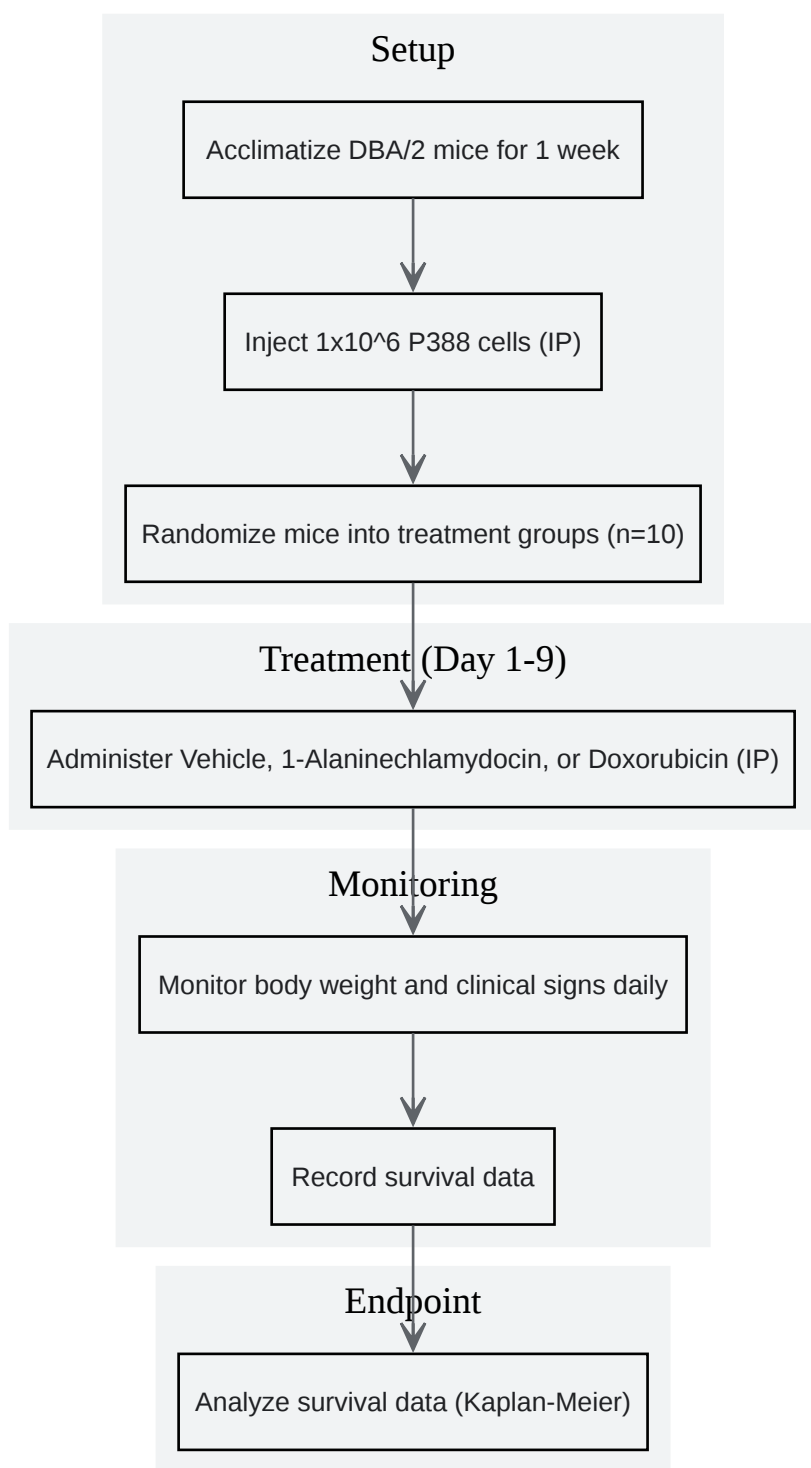 Setup
Acclimatize DBA/2 mice for 1 week
Inject 1x10^6 P388 cells (IP)
Randomize mice into treatment groups (n=10)
Treatment (Day 1-9)
Administer Vehicle, 1-Alaninechlamydocin, or Doxorubicin (IP)
Monitoring
Monitor body weight and clinical signs daily
Record survival data
Endpoint
Analyze survival data (Kaplan-Meier)